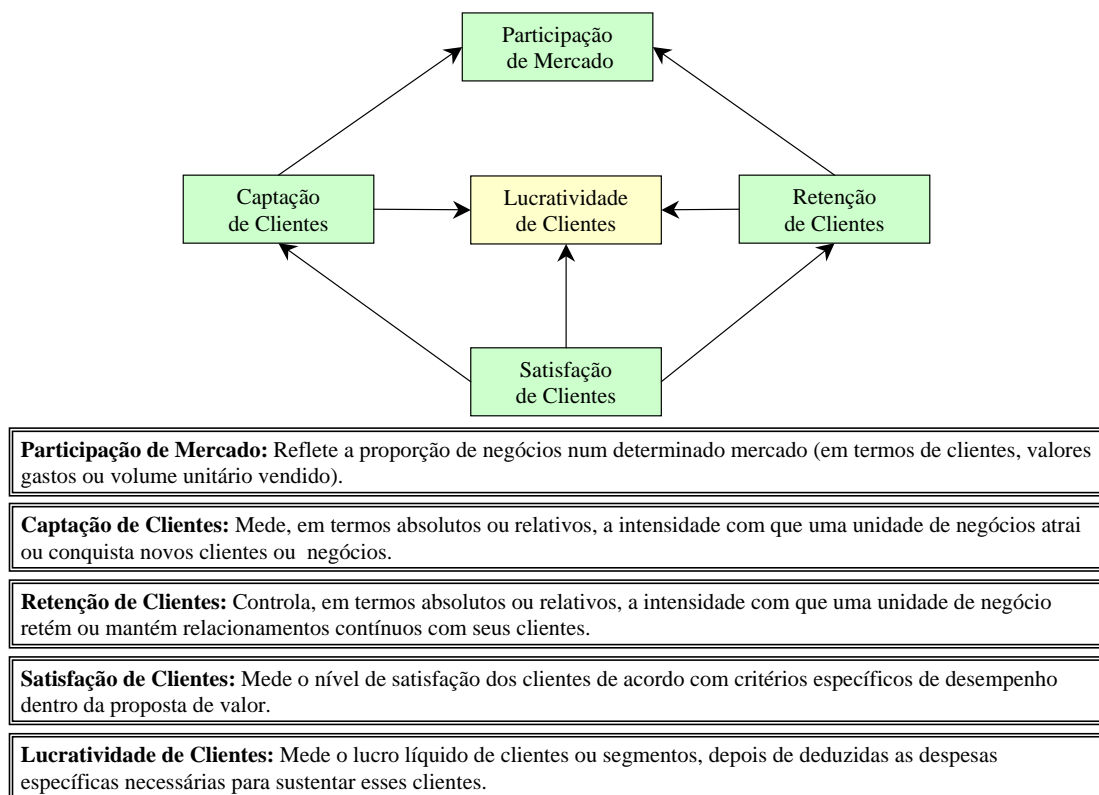 Participação
de Mercado
Captação
de Clientes
Lucratividade
de Clientes
Retenção
de Clientes
Satisfação
de Clientes
Participação de Mercado: Reflete a proporção de negócios num determinado mercado (em termos de clientes, valores
gastos ou volume unitário vendido).
Captação de Clientes: Mede, em termos absolutos ou relativos, a intensidade com que uma unidade de negócios atrai
ou conquista novos clientes ou negócios.
Retenção de Clientes: Controla, em termos absolutos ou relativos, a intensidade com que uma unidade de negócio
retém ou mantém relacionamentos contínuos com seus clientes.
Satisfação de Clientes: Mede o nível de satisfação dos clientes de acordo com critérios específicos de desempenho
dentro da proposta de valor.
Lucratividade de Clientes: Mede o lucro líquido de clientes ou segmentos, depois de deduzidas as despesas
específicas necessárias para sustentar esses clientes.